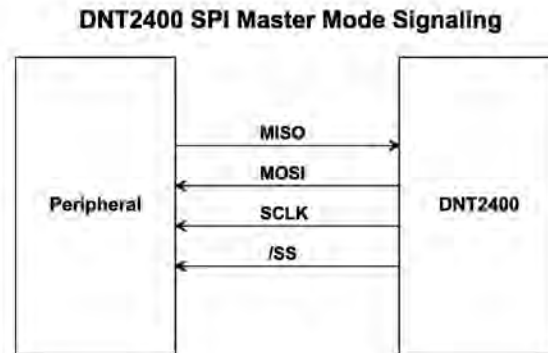 DNT2400 SPI Master Mode Signaling
MISO
MOSI
Peripheral
DNT2400
SCLK
/SS